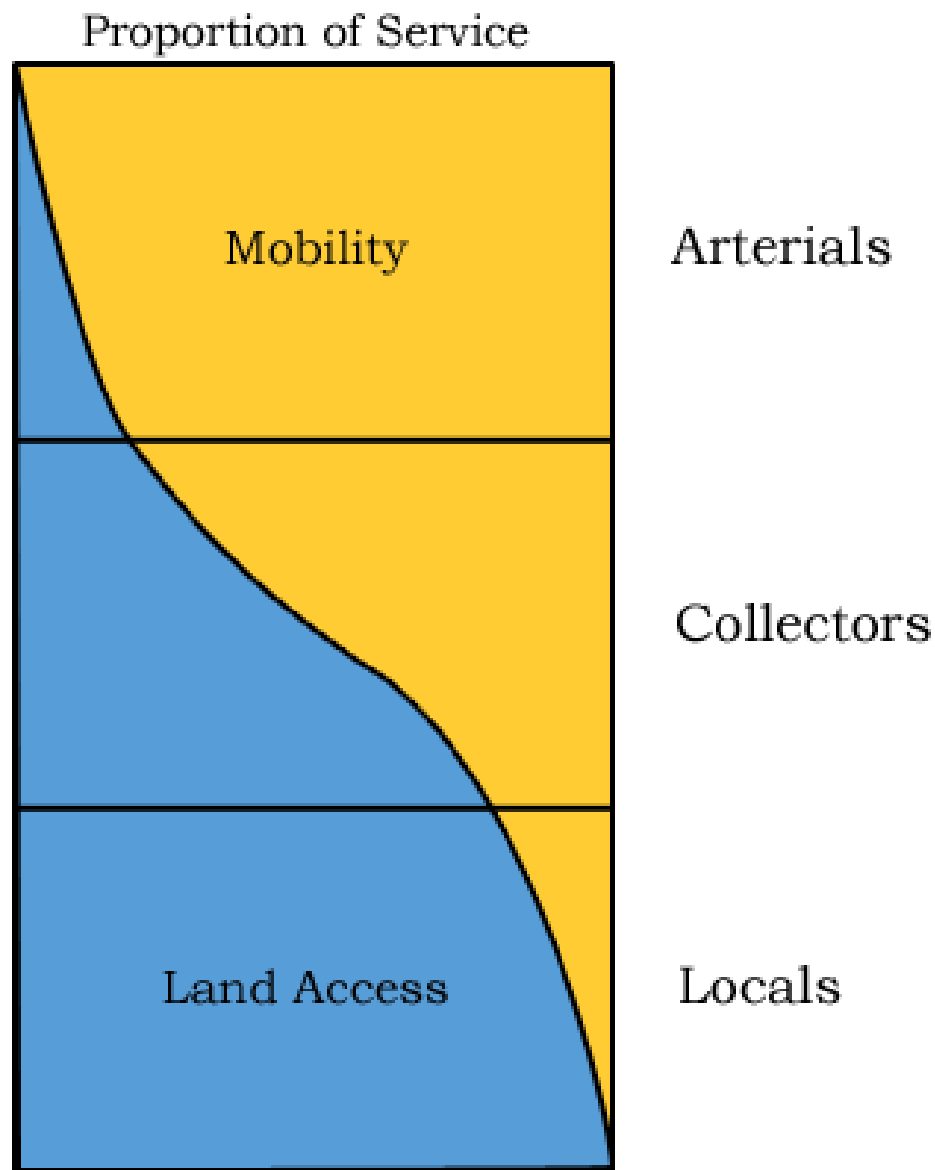 Proportion of Service
Mobility
Arterials
Collectors
Land Access
Locals